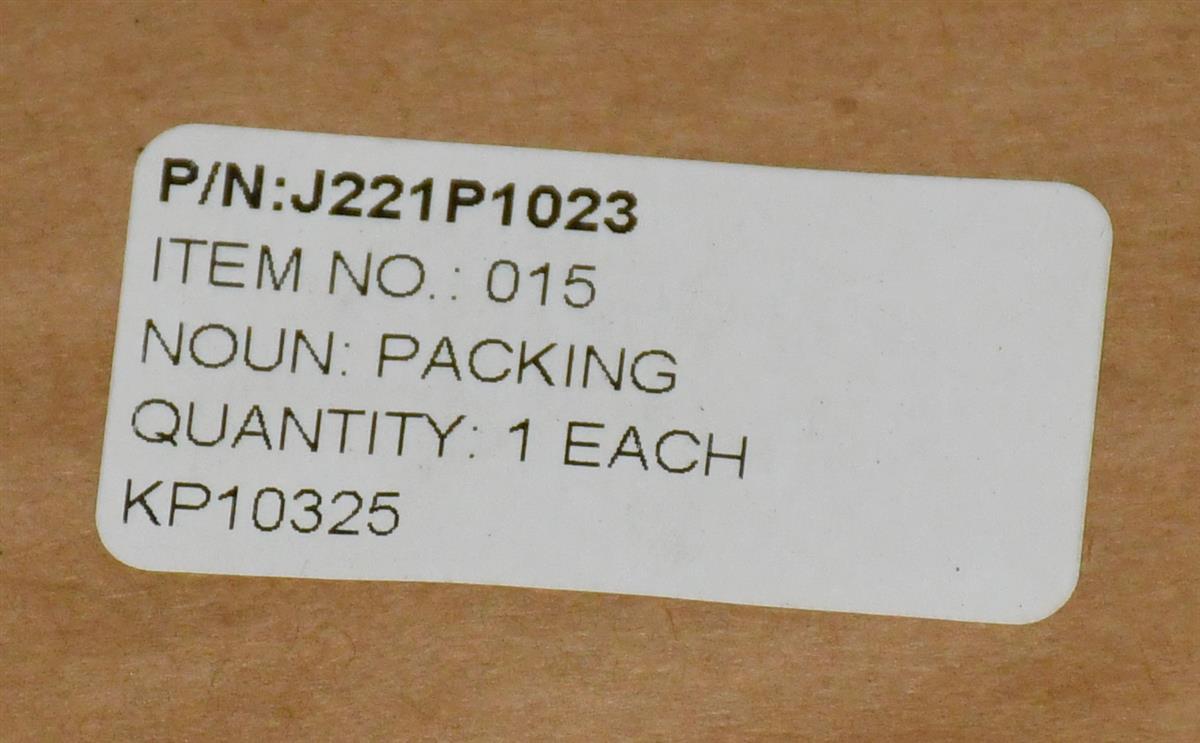 P/N:J221P1023
ITEM NO.: 015
NOUN: PACKING
QUANTITY: 1 EACH
KP10325